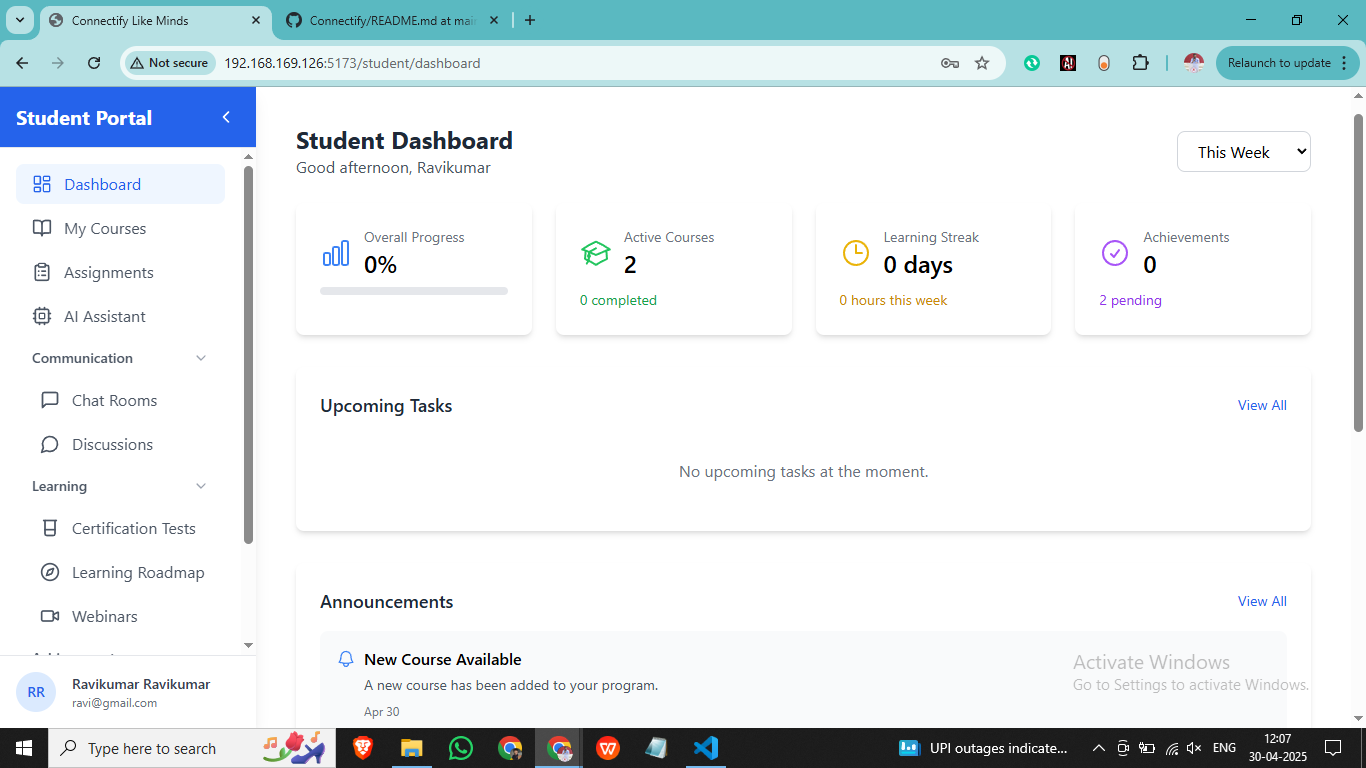 Connectify Like Minds
Connectify/README.md at mai
Not secure
192.168.169.126:5173/student/dashboard
Relaunch to update
Student Portal
Dashboard
My Courses
Assignments
AI Assistant
Communication
Chat Rooms
Discussions
Learning
Certification Tests
Learning Roadmap
Webinars
RR
Ravikumar Ravikumar
ravi@gmail.com
Student Dashboard
Good afternoon, Ravikumar
This Week
Overall Progress
0%
Active Courses
2
0 completed
Learning Streak
0 days
0 hours this week
Achievements
0
2 pending
Upcoming Tasks
View All
No upcoming tasks at the moment.
Announcements
View All
New Course Available
A new course has been added to your program.
Apr 30
Activate Windows
Go to Settings to activate Windows.
Type here to search
UPI outages indicate...
ENG
12:07
30-04-2025